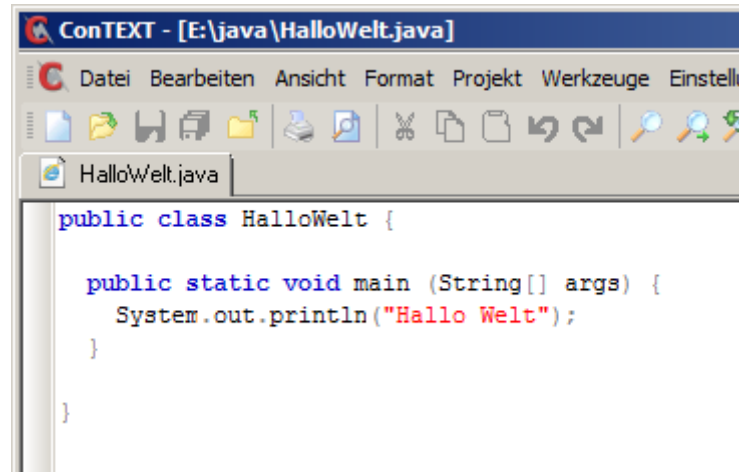 ConTEXT - [E:\java\HalloWelt.java]
Datei Bearbeiten Ansicht Format Projekt Werkzeuge Einstellu
HalloWelt.java
public class HalloWelt {
public static void main (String[] args) {
System.out.println("Hallo Welt");
}
}